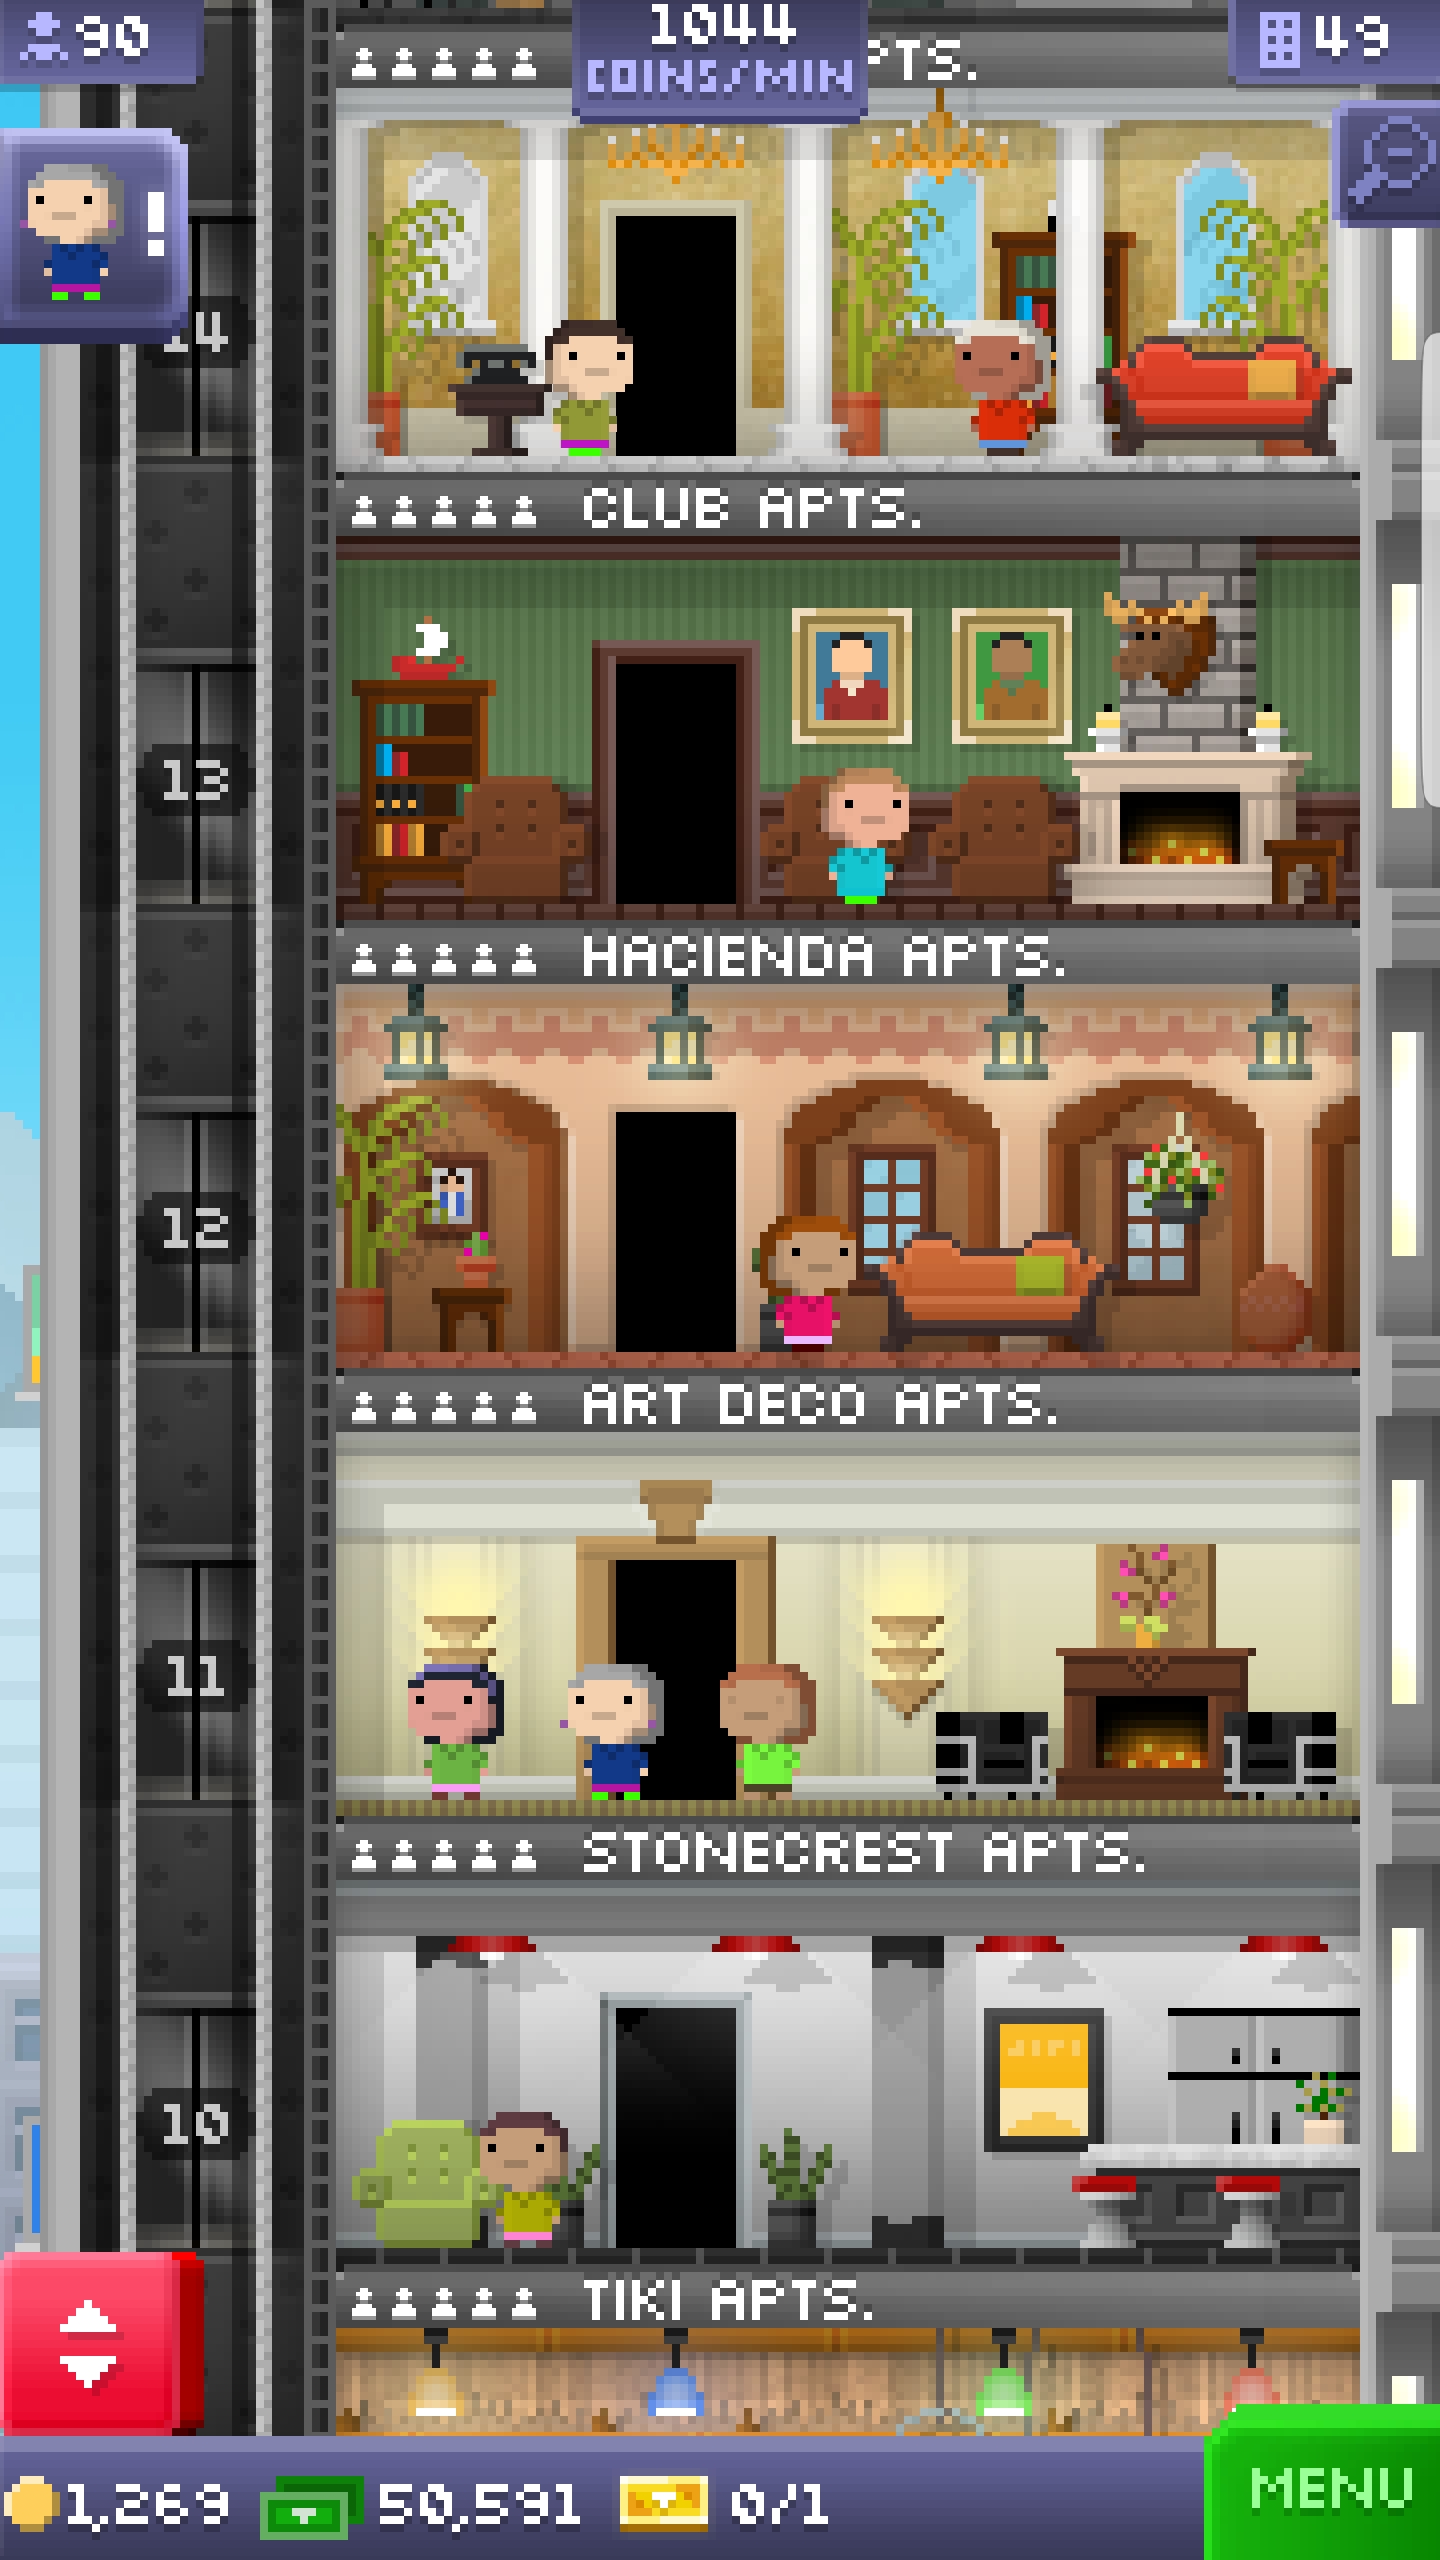 90
1044
COINS/MIN
49
PTS.
!
14
CLUB APTS.
13
HACIENDA APTS.
12
ART DECO APTS.
11
STONECREST APTS.
10
TIKI APTS.
1,269
50,591
0/1
MENU